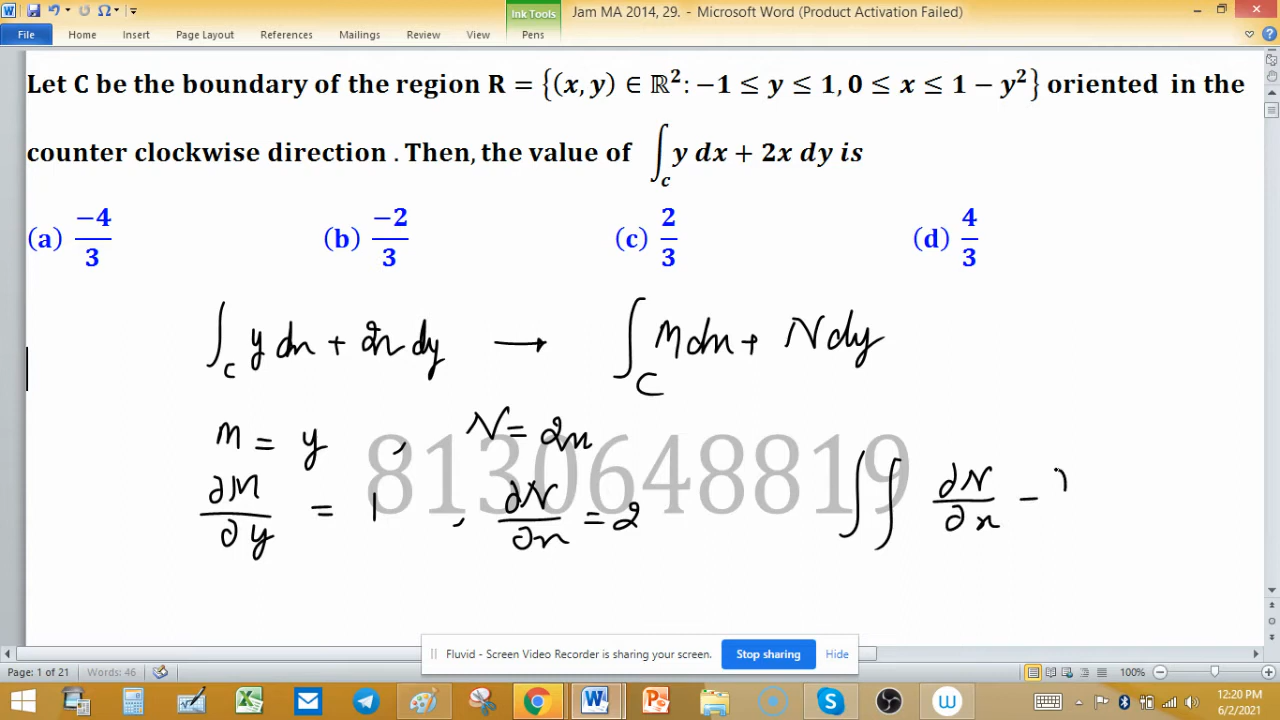 Ink Tools
Jam MA 2014, 29. - Microsoft Word (Product Activation Failed)
File Home Insert Page Layout References Mailings Review View Pens
Let C be the boundary of the region R = {(x, y) ∈ ℝ²: −1 ≤ y ≤ 1, 0 ≤ x ≤ 1 − y²} oriented in the
counter clockwise direction . Then, the value of ∫_c y dx + 2x dy is
(a) −4/3 (b) −2/3 (c) 2/3 (d) 4/3
∫_C y dx + 2x dy → ∫_C M dx + N dy
M = y , N = 2x
8130648819
∂M/∂y = 1 , ∂N/∂x = 2 ∫∫ ∂N/∂x −
Fluvid - Screen Video Recorder is sharing your screen. Stop sharing Hide
Page: 1 of 21 Words: 46 100%
12:20 PM
6/2/2021